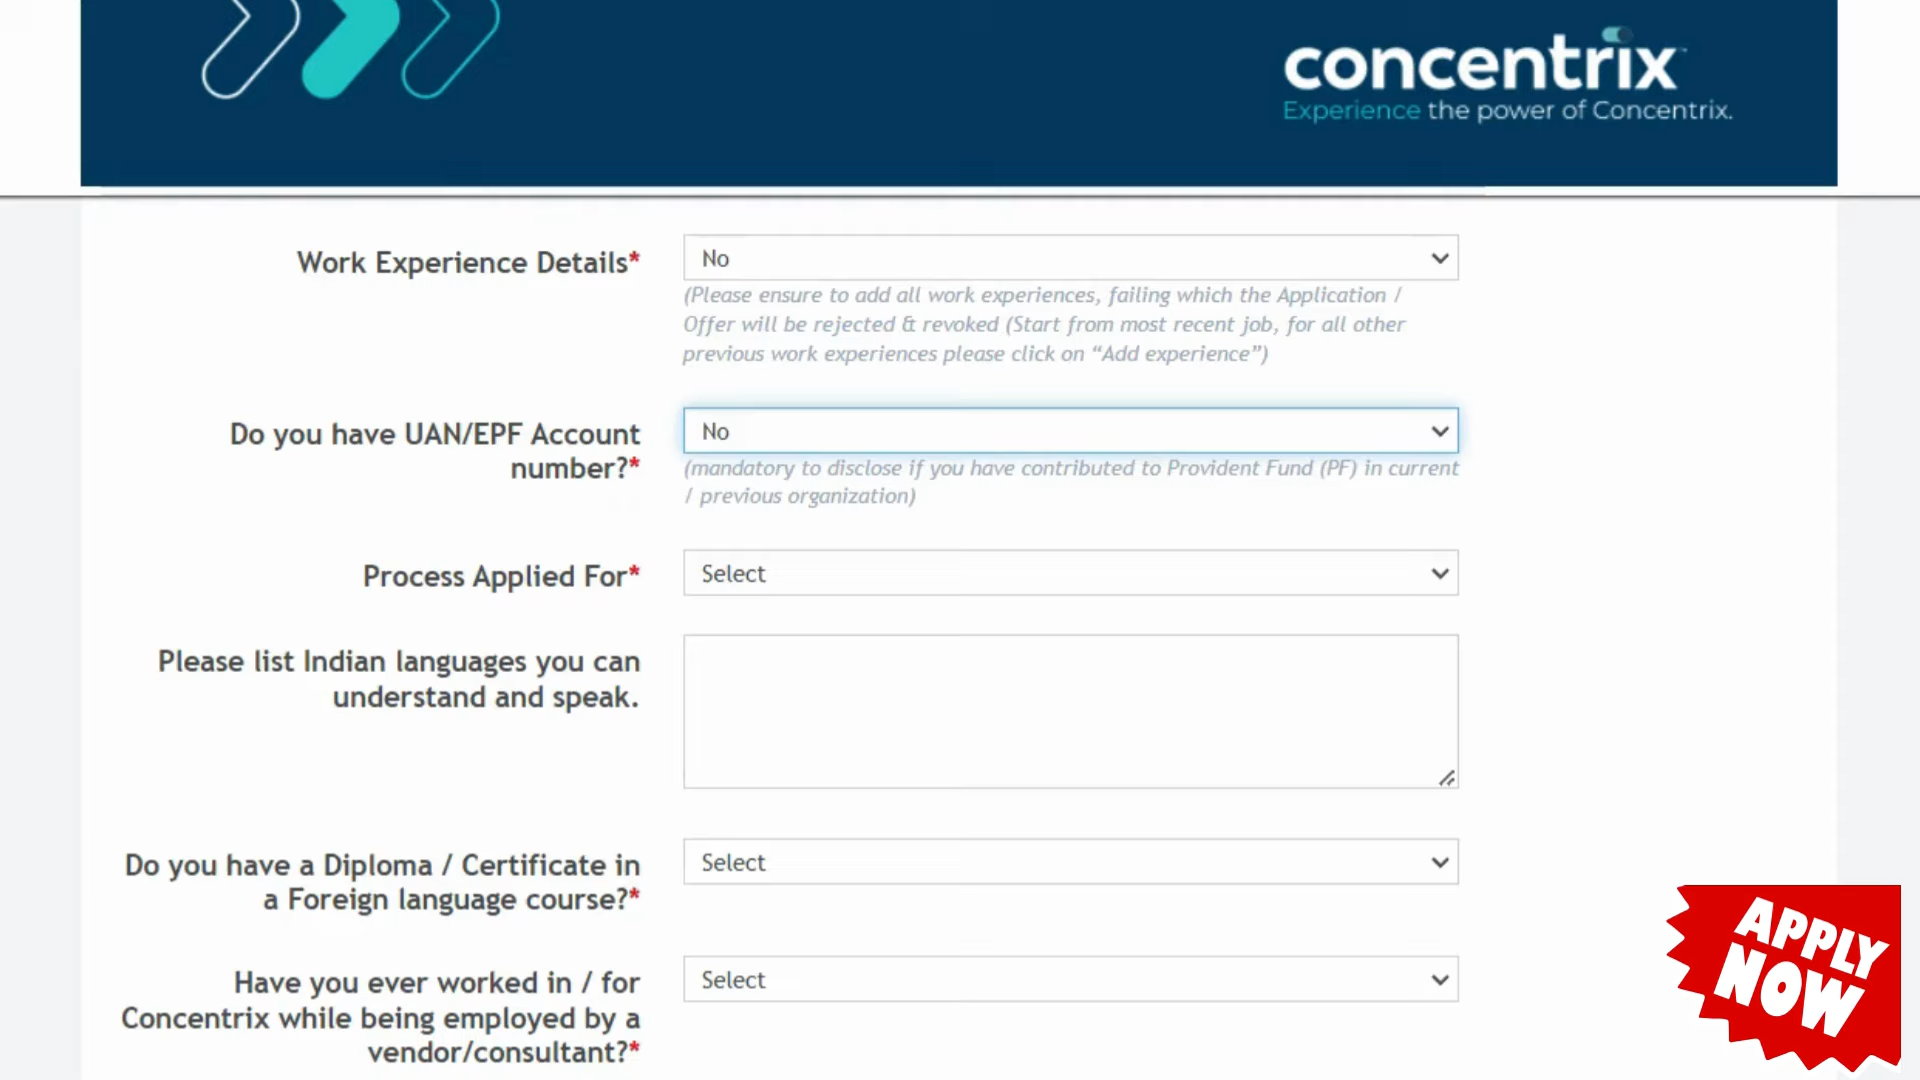 concentrix
Experience the power of Concentrix.
Work Experience Details*
No
(Please ensure to add all work experiences, failing which the Application /
Offer will be rejected & revoked (Start from most recent job, for all other
previous work experiences please click on “Add experience”)
Do you have UAN/EPF Account
number?*
No
(mandatory to disclose if you have contributed to Provident Fund (PF) in current
/ previous organization)
Process Applied For*
Select
Please list Indian languages you can
understand and speak.
Do you have a Diploma / Certificate in
a Foreign language course?*
Select
Have you ever worked in / for
Concentrix while being employed by a
vendor/consultant?*
Select
APPLY
NOW